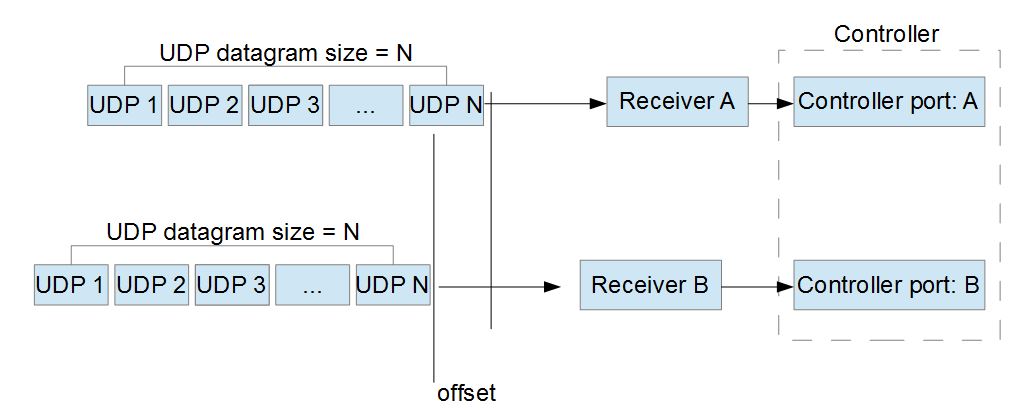 Controller
UDP datagram size = N
UDP 1 UDP 2 UDP 3 ... UDP N
Receiver A
Controller port: A
UDP datagram size = N
UDP 1 UDP 2 UDP 3 ... UDP N
Receiver B
Controller port: B
offset